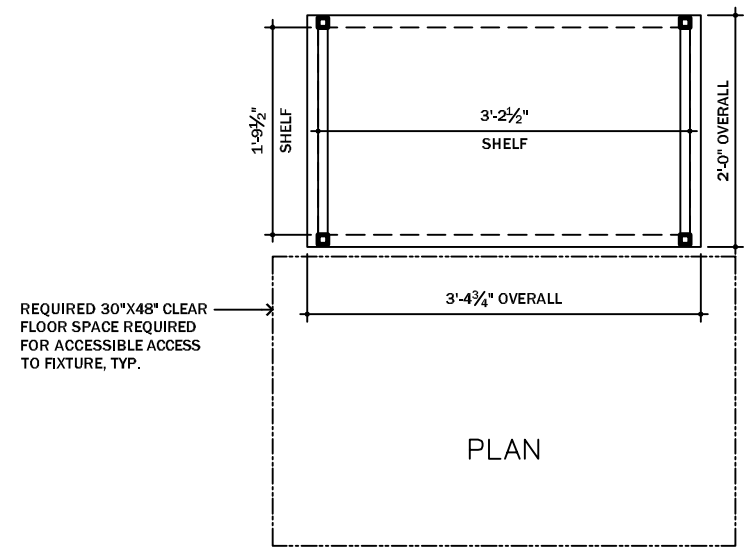 1'-9½"
SHELF
3'-2½"
SHELF
2'-0" OVERALL
3'-4¾" OVERALL
REQUIRED 30"X48" CLEAR
FLOOR SPACE REQUIRED
FOR ACCESSIBLE ACCESS
TO FIXTURE, TYP.
PLAN